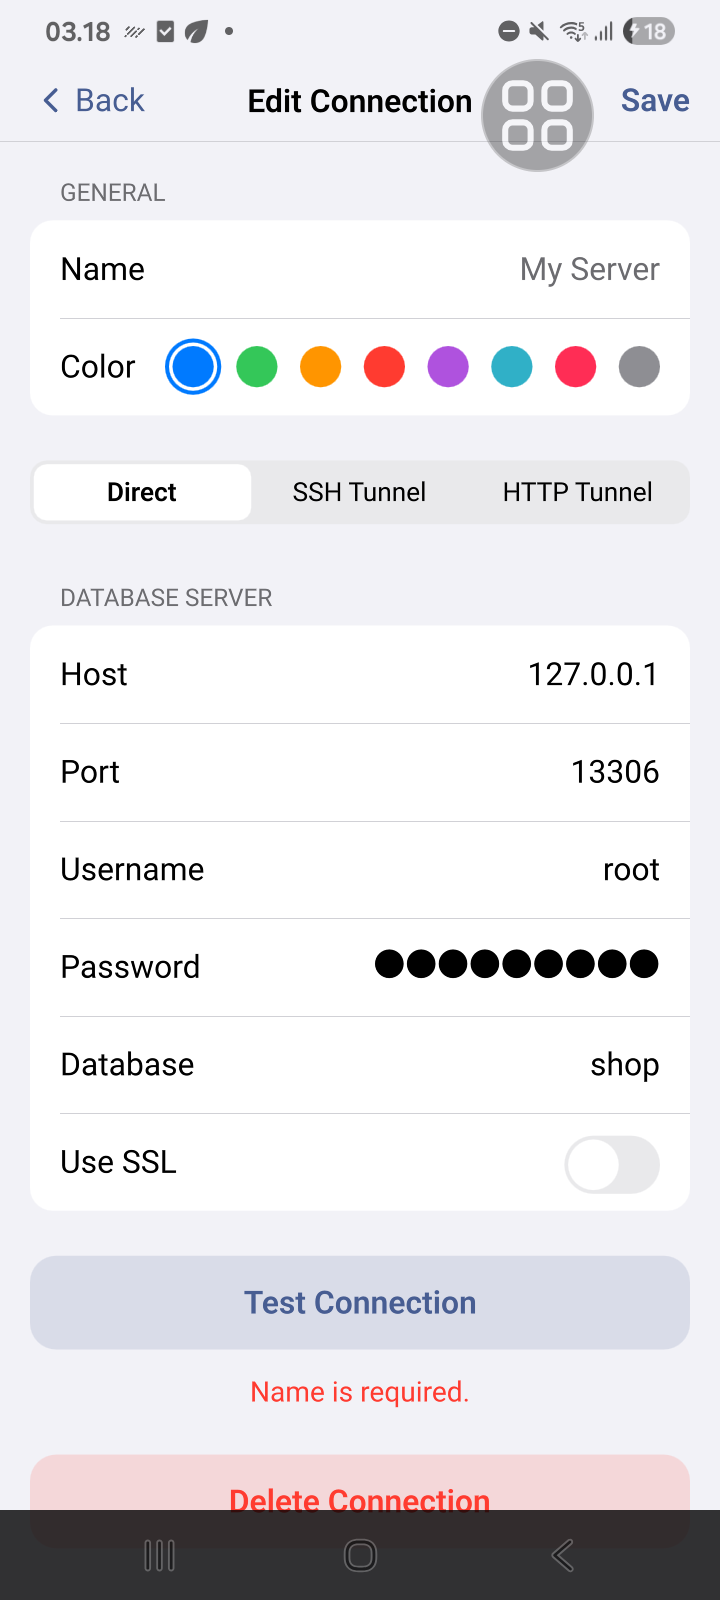 03.18
18
Back
Edit Connection
Save
GENERAL
Name My Server
Color
Direct SSH Tunnel HTTP Tunnel
DATABASE SERVER
Host 127.0.0.1
Port 13306
Username root
Password ●●●●●●●●●
Database shop
Use SSL
Test Connection
Name is required.
Delete Connection